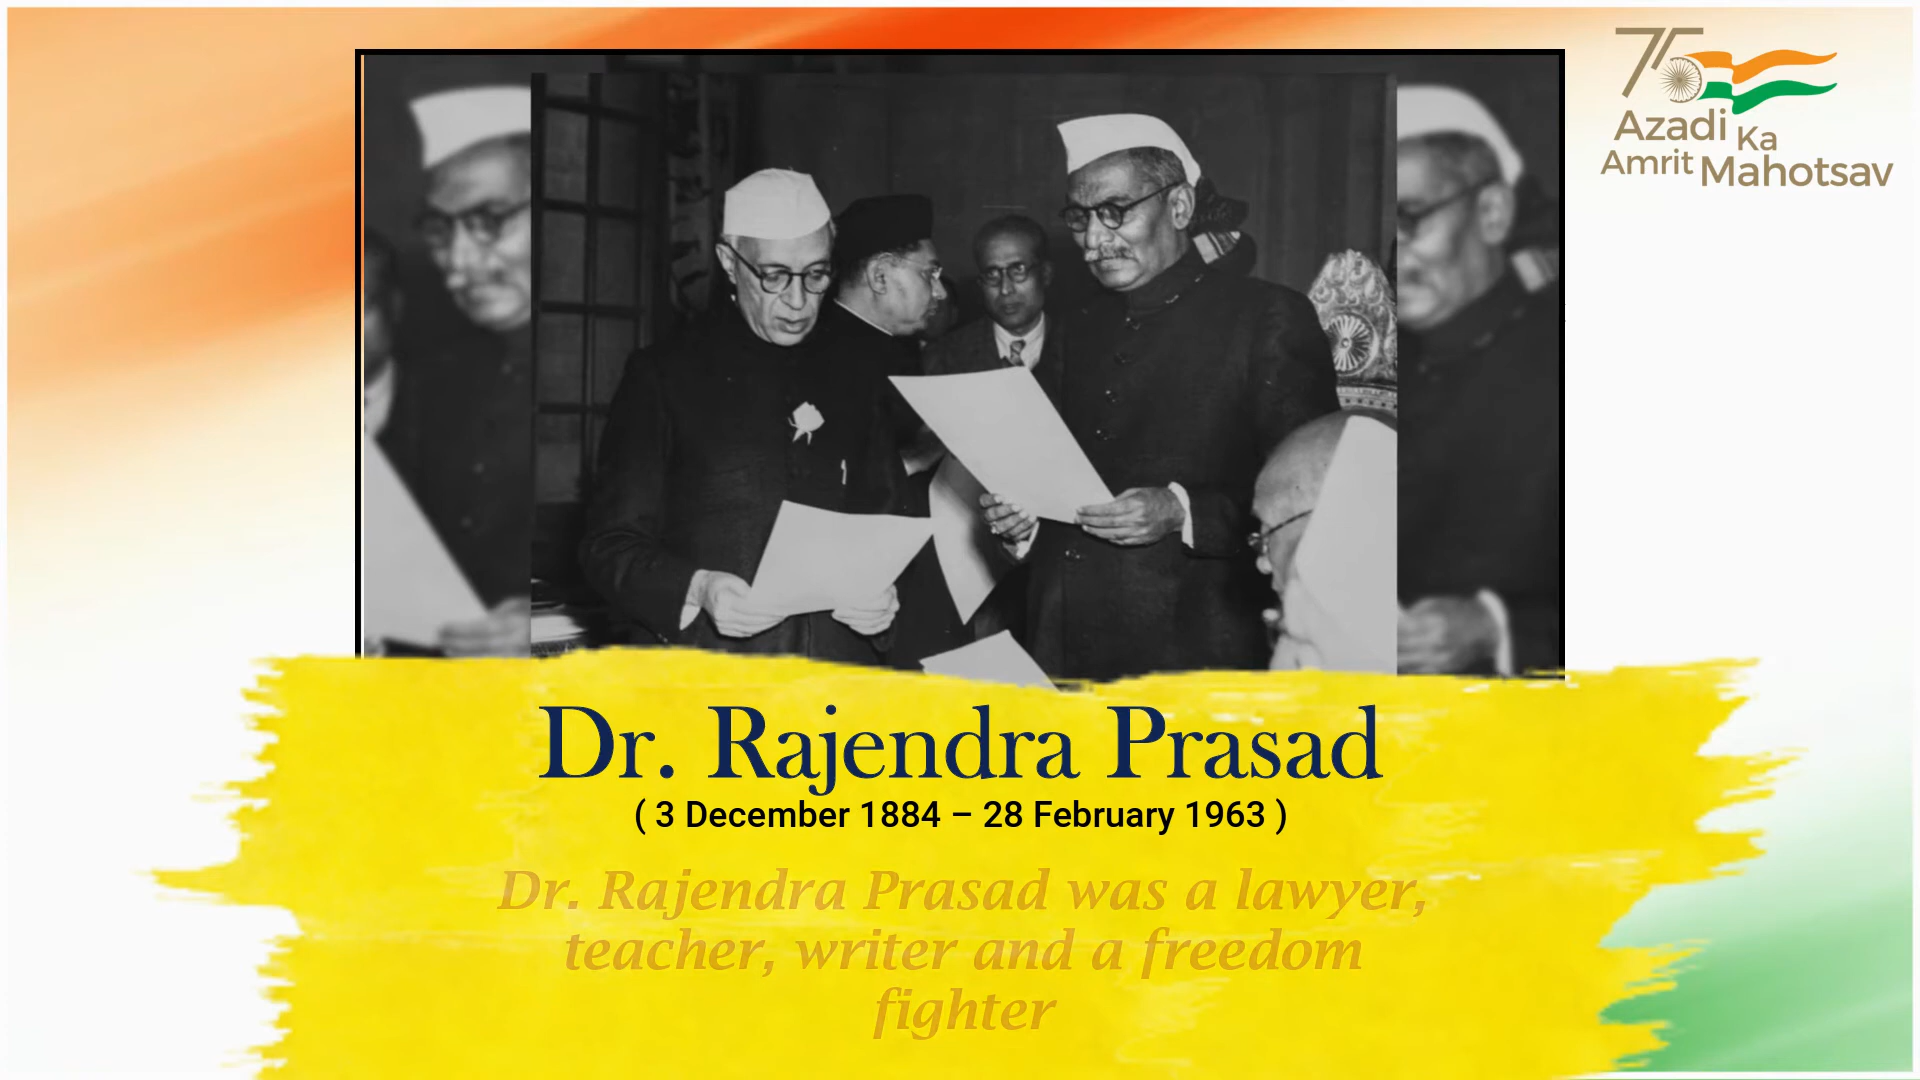 75
Azadi Ka
Amrit Mahotsav
Dr. Rajendra Prasad
( 3 December 1884 – 28 February 1963 )
Dr. Rajendra Prasad was a lawyer,
teacher, writer and a freedom
fighter